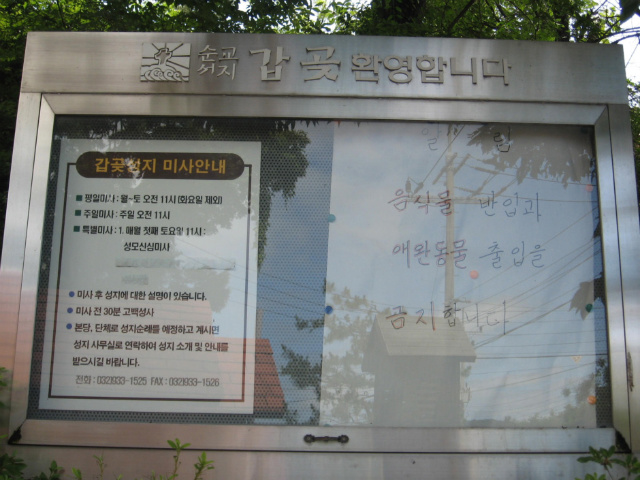 순교
성지 갑곶 환영합니다
갑곶성지 미사안내
■ 평일미사 : 월~토 오전 11시 (화요일 제외)
■ 주일미사 : 주일 오전 11시
■ 특별미사 : 1. 매월 첫째 토요일 11시 :
성모신심미사
● 미사 후 성지에 대한 설명이 있습니다.
● 미사 전 30분 고백성사
● 본당, 단체로 성지순례를 예정하고 계시면
성지 사무실로 연락하여 성지 소개 및 안내를
받으시길 바랍니다.
전화 : 032)933-1525 FAX : 032)933-1526
음식물 반입과
애완동물 출입을
금지합니다